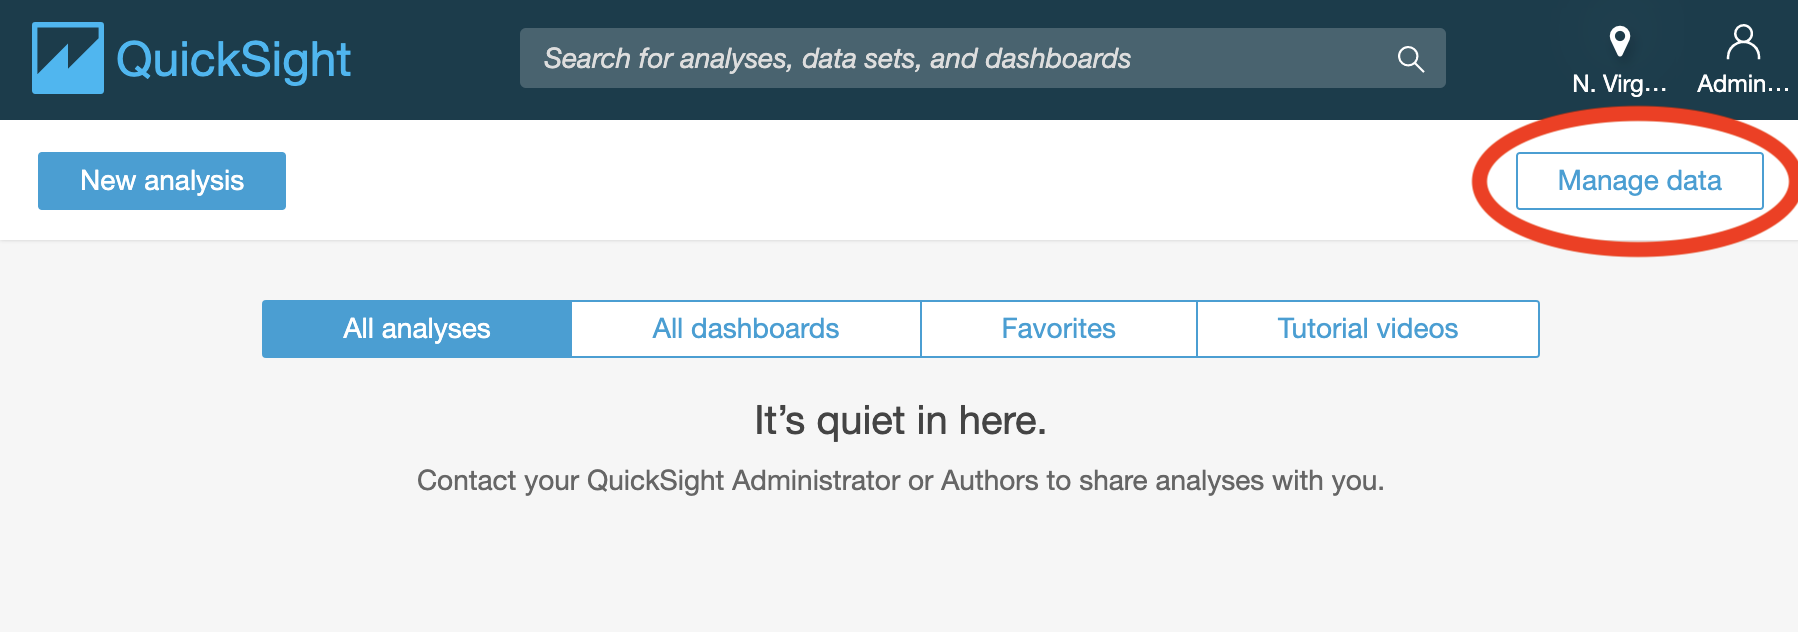 QuickSight
Search for analyses, data sets, and dashboards
N. Virg...
Admin...
New analysis
Manage data
All analyses
All dashboards
Favorites
Tutorial videos
It’s quiet in here.
Contact your QuickSight Administrator or Authors to share analyses with you.